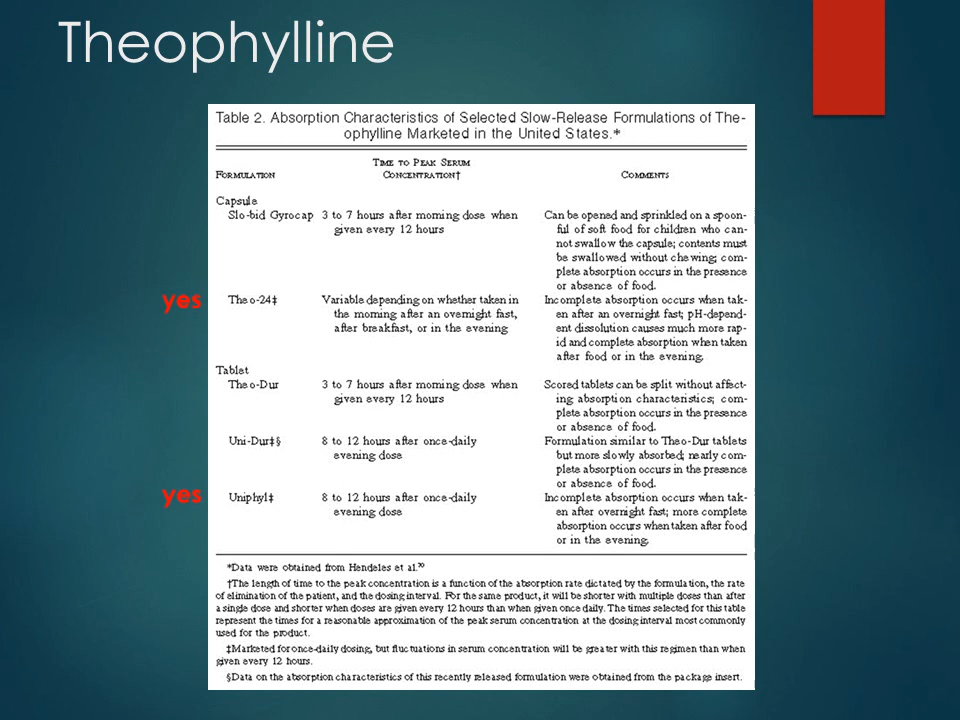 Theophylline
Table 2. Absorption Characteristics of Selected Slow-Release Formulations of The-
ophylline Marketed in the United States.*
FORMULATION
TIME TO PEAK SERUM
CONCENTRATION†
COMMENTS
Capsule
Slo-bid Gyrocap
3 to 7 hours after morning dose when
given every 12 hours
Can be opened and sprinkled on a spoon-
ful of soft food for children who can-
not swallow the capsule; contents must
be swallowed without chewing; com-
plete absorption occurs in the presence
or absence of food.
yes
Theo-24‡
Variable depending on whether taken in
the morning after an overnight fast,
after breakfast, or in the evening
Incomplete absorption occurs when tak-
en after an overnight fast; pH-depend-
ent dissolution causes much more rap-
id and complete absorption when taken
after food or in the evening.
Tablet
Theo-Dur
3 to 7 hours after morning dose when
given every 12 hours
Scored tablets can be split without affect-
ing absorption characteristics; com-
plete absorption occurs in the presence
or absence of food.
Uni-Dur‡§
8 to 12 hours after once-daily
evening dose
Formulation similar to Theo-Dur tablets
but more slowly absorbed; nearly com-
plete absorption occurs in the presence
or absence of food.
yes
Uniphyl‡
8 to 12 hours after once-daily
evening dose
Incomplete absorption occurs when tak-
en after overnight fast; more complete
absorption occurs when taken after food
or in the evening.
*Data were obtained from Hendeles et al.70
†The length of time to the peak concentration is a function of the absorption rate dictated by the formulation, the rate
of elimination of the patient, and the dosing interval. For the same product, it will be shorter with multiple doses than after
a single dose and shorter when doses are given every 12 hours than when given once daily. The times selected for this table
represent the times for a reasonable approximation of the peak serum concentration at the dosing interval most commonly
used for the product.
‡Marketed for once-daily dosing, but fluctuations in serum concentration will be greater with this regimen than when
given every 12 hours.
§Data on the absorption characteristics of this recently released formulation were obtained from the package insert.